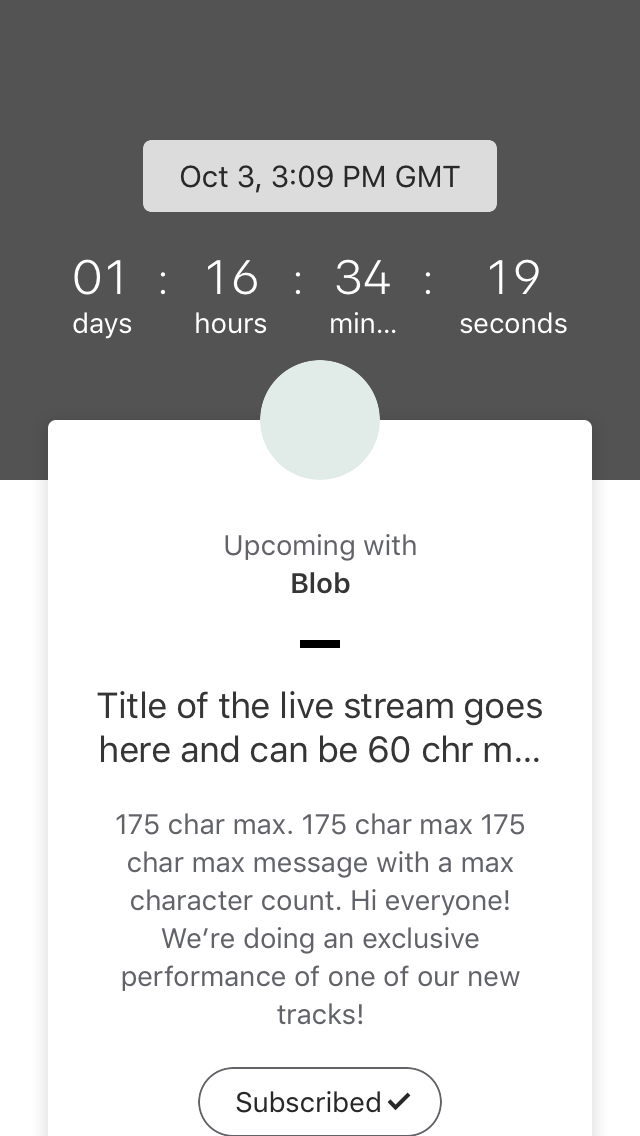 Oct 3, 3:09 PM GMT
01 : 16 : 34 : 19
days hours min… seconds
Upcoming with
Blob
Title of the live stream goes
here and can be 60 chr m…
175 char max. 175 char max 175
char max message with a max
character count. Hi everyone!
We’re doing an exclusive
performance of one of our new
tracks!
Subscribed